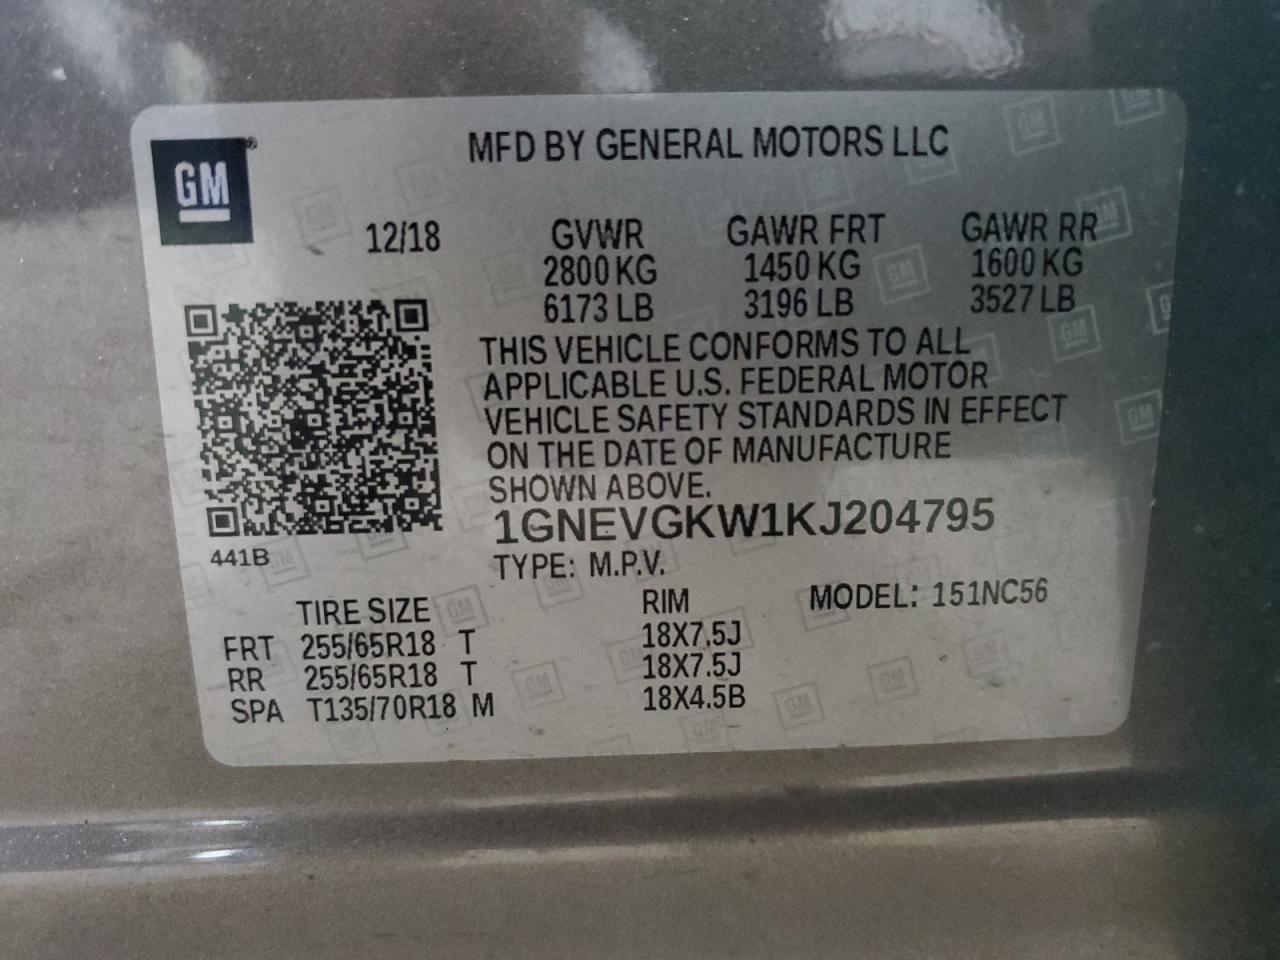 GM
MFD BY GENERAL MOTORS LLC
12/18 GVWR GAWR FRT GAWR RR
2800 KG 1450 KG 1600 KG
6173 LB 3196 LB 3527 LB
THIS VEHICLE CONFORMS TO ALL
APPLICABLE U.S. FEDERAL MOTOR
VEHICLE SAFETY STANDARDS IN EFFECT
ON THE DATE OF MANUFACTURE
SHOWN ABOVE.
1GNEVGKW1KJ204795
441B
TYPE: M.P.V.
TIRE SIZE RIM MODEL: 151NC56
FRT 255/65R18 T 18X7.5J
RR 255/65R18 T 18X7.5J
SPA T135/70R18 M 18X4.5B